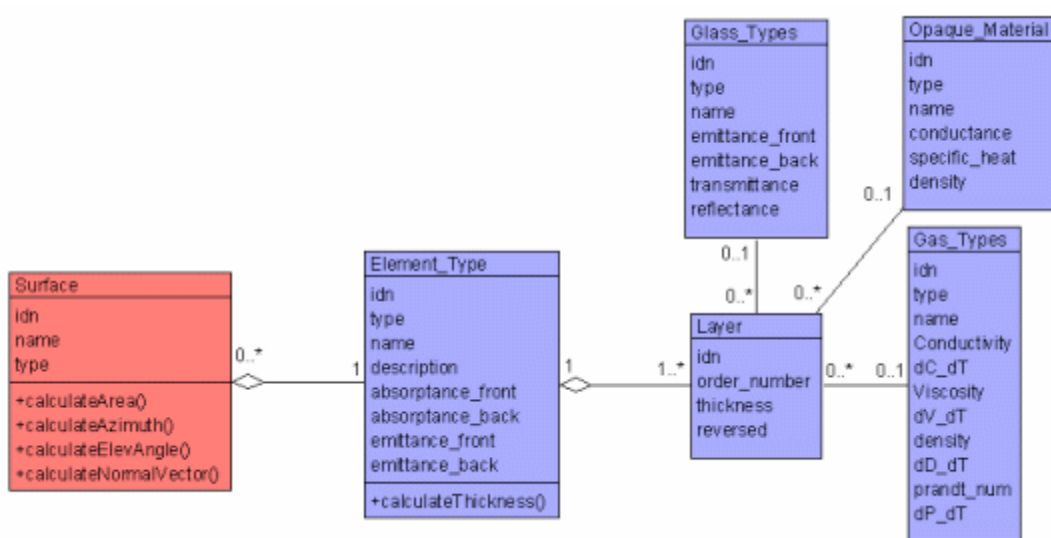 Surface
idn
name
type
+calculateArea()
+calculateAzimuth()
+calculateElevAngle()
+calculateNormalVector()
0..*
1
Element_Type
idn
type
name
description
absorptance_front
absorptance_back
emittance_front
emittance_back
+calculateThickness()
1
1..*
Glass_Types
idn
type
name
emittance_front
emittance_back
transmittance
reflectance
0..1
0..*
Layer
idn
order_number
thickness
reversed
0..*
0..1
Opaque_Material
idn
type
name
conductance
specific_heat
density
0..*
0..1
Gas_Types
idn
type
name
Conductivity
dC_dT
Viscosity
dV_dT
density
dD_dT
prandt_num
dP_dT